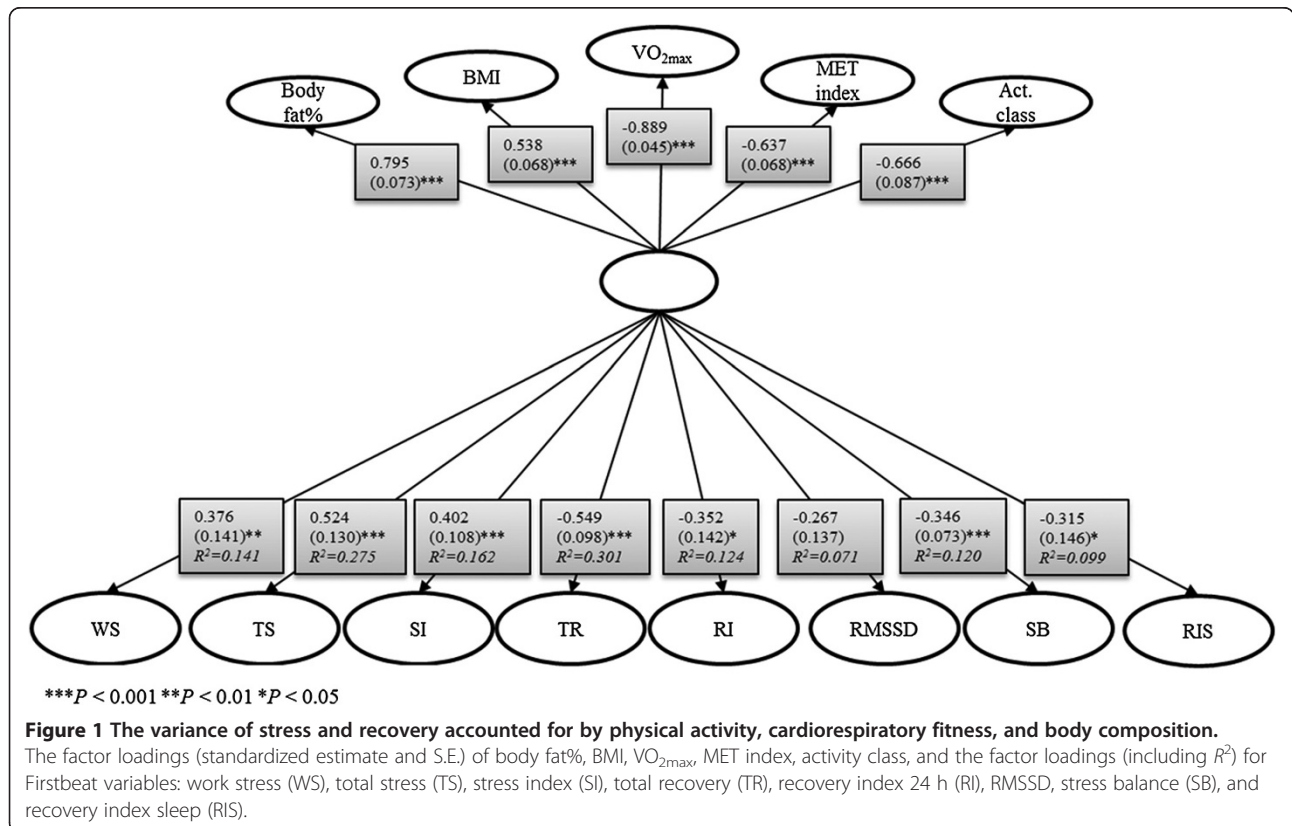 Body
fat%
BMI
VO2max
MET
index
Act.
class
0.795
(0.073)***
0.538
(0.068)***
-0.889
(0.045)***
-0.637
(0.068)***
-0.666
(0.087)***
0.376
(0.141)**
R²=0.141
0.524
(0.130)***
R²=0.275
0.402
(0.108)***
R²=0.162
-0.549
(0.098)***
R²=0.301
-0.352
(0.142)*
R²=0.124
-0.267
(0.137)
R²=0.071
-0.346
(0.073)***
R²=0.120
-0.315
(0.146)*
R²=0.099
WS
TS
SI
TR
RI
RMSSD
SB
RIS
***P < 0.001 **P < 0.01 *P < 0.05
Figure 1 The variance of stress and recovery accounted for by physical activity, cardiorespiratory fitness, and body composition.
The factor loadings (standardized estimate and S.E.) of body fat%, BMI, VO2max, MET index, activity class, and the factor loadings (including R²) for
Firstbeat variables: work stress (WS), total stress (TS), stress index (SI), total recovery (TR), recovery index 24 h (RI), RMSSD, stress balance (SB), and
recovery index sleep (RIS).